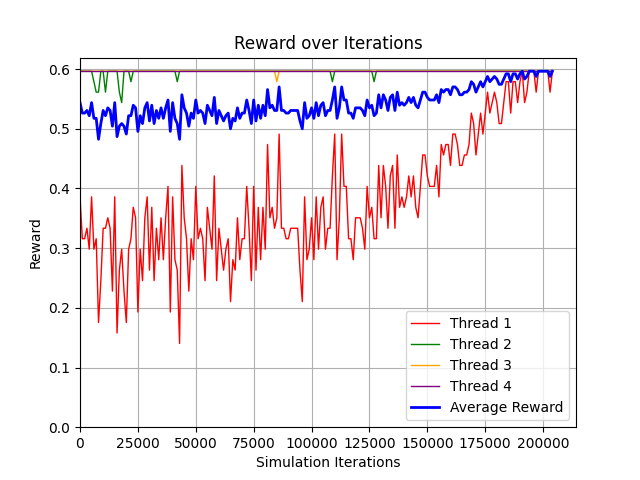 Reward over Iterations
Reward
0.6
0.5
0.4
0.3
0.2
0.1
0.0
Thread 1
Thread 2
Thread 3
Thread 4
Average Reward
0 25000 50000 75000 100000 125000 150000 175000 200000
Simulation Iterations